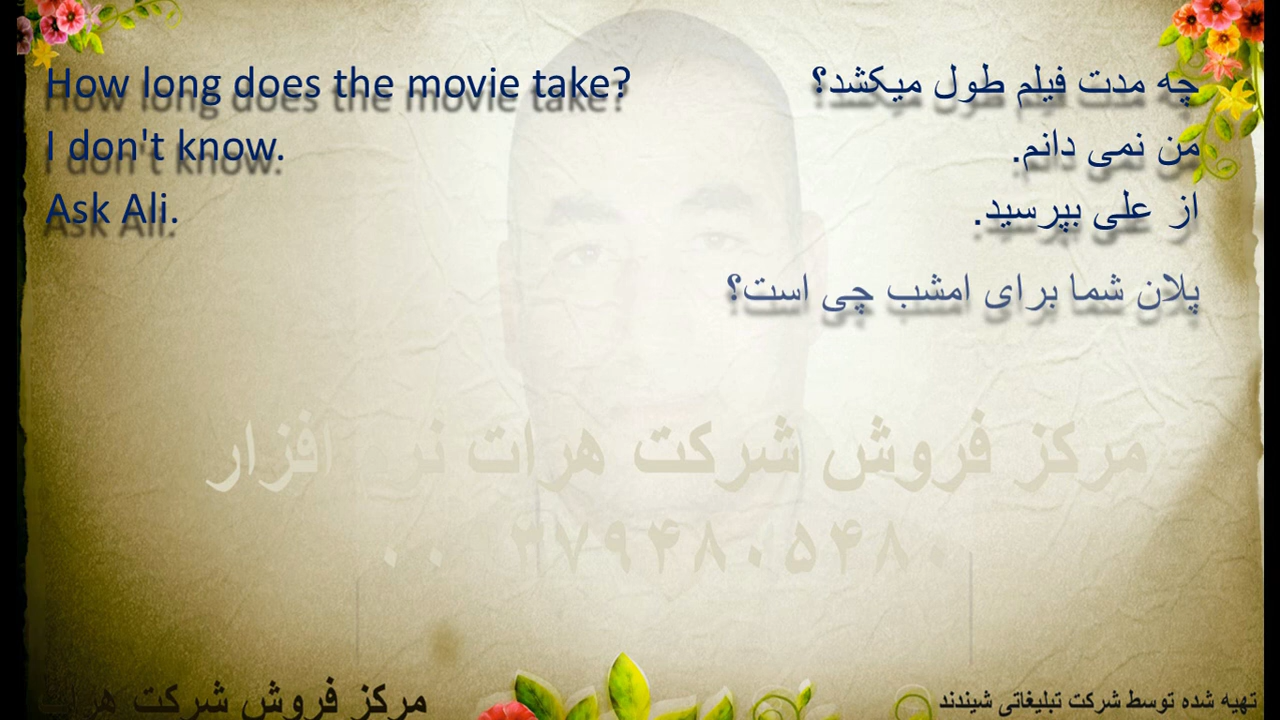 How long does the movie take?
چه مدت فیلم طول میکشد؟
I don't know.
من نمی دانم.
Ask Ali.
از علی بپرسید.
پلان شما برای امشب چی است؟
مرکز فروش شرکت هرات افزار
مرکز فروش شرکت هرات
تهیه شده توسط شرکت تبلیغاتی شیندند